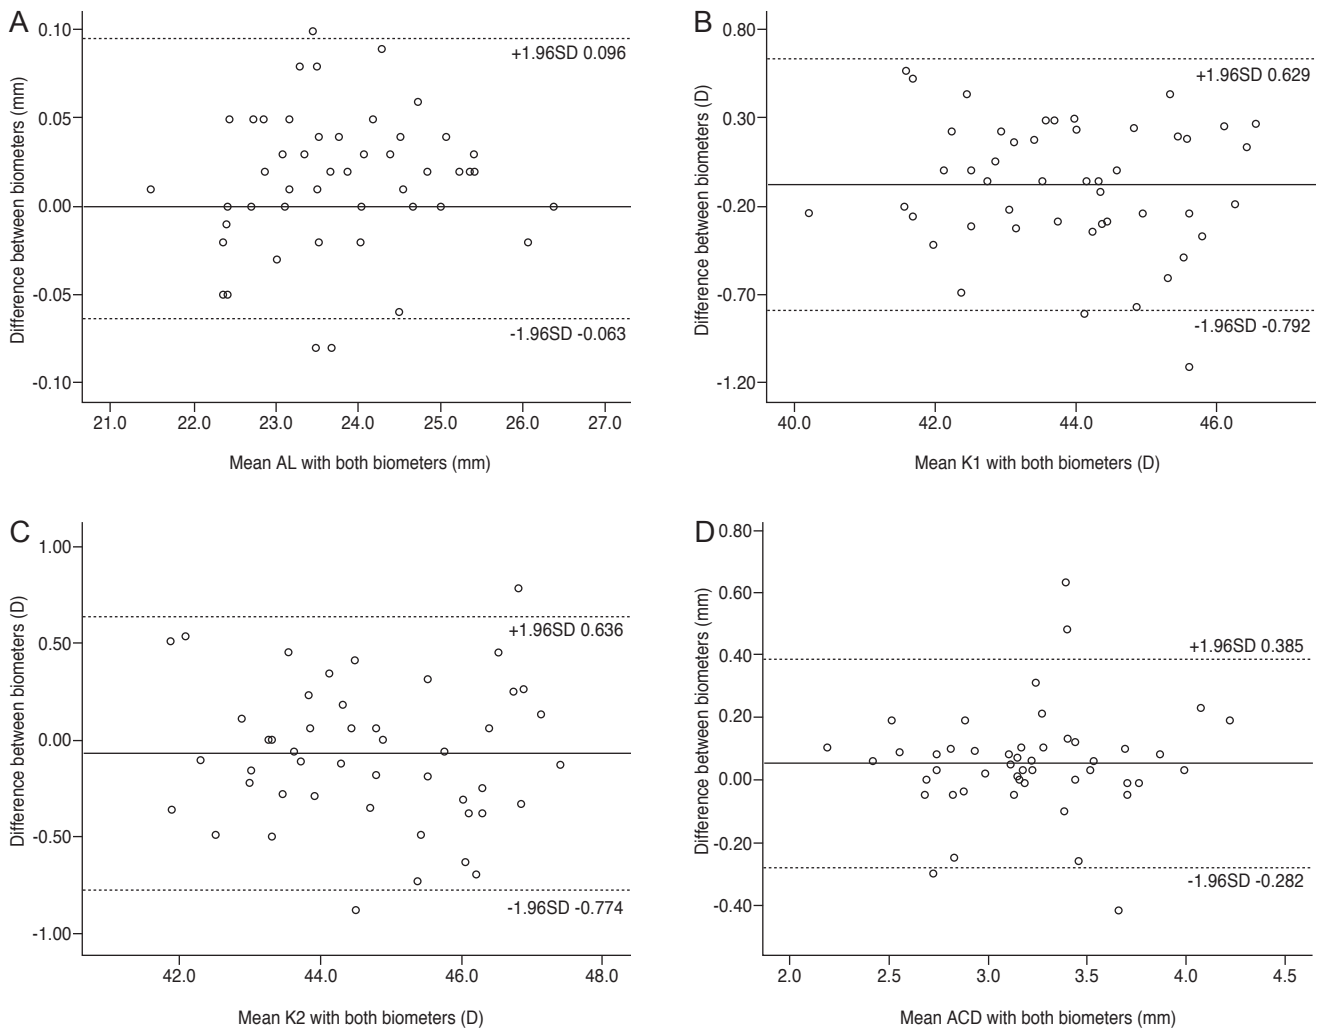 A
Difference between biometers (mm)
0.10
0.05
0.00
-0.05
-0.10
+1.96SD 0.096
-1.96SD -0.063
21.0 22.0 23.0 24.0 25.0 26.0 27.0
Mean AL with both biometers (mm)
B
Difference between biometers (D)
0.80
0.30
-0.20
-0.70
-1.20
+1.96SD 0.629
-1.96SD -0.792
40.0 42.0 44.0 46.0
Mean K1 with both biometers (D)
C
Difference between biometers (D)
1.00
0.50
0.00
-0.50
-1.00
+1.96SD 0.636
-1.96SD -0.774
42.0 44.0 46.0 48.0
Mean K2 with both biometers (D)
D
Difference between biometers (mm)
0.80
0.60
0.40
0.20
0.00
-0.20
-0.40
+1.96SD 0.385
-1.96SD -0.282
2.0 2.5 3.0 3.5 4.0 4.5
Mean ACD with both biometers (mm)